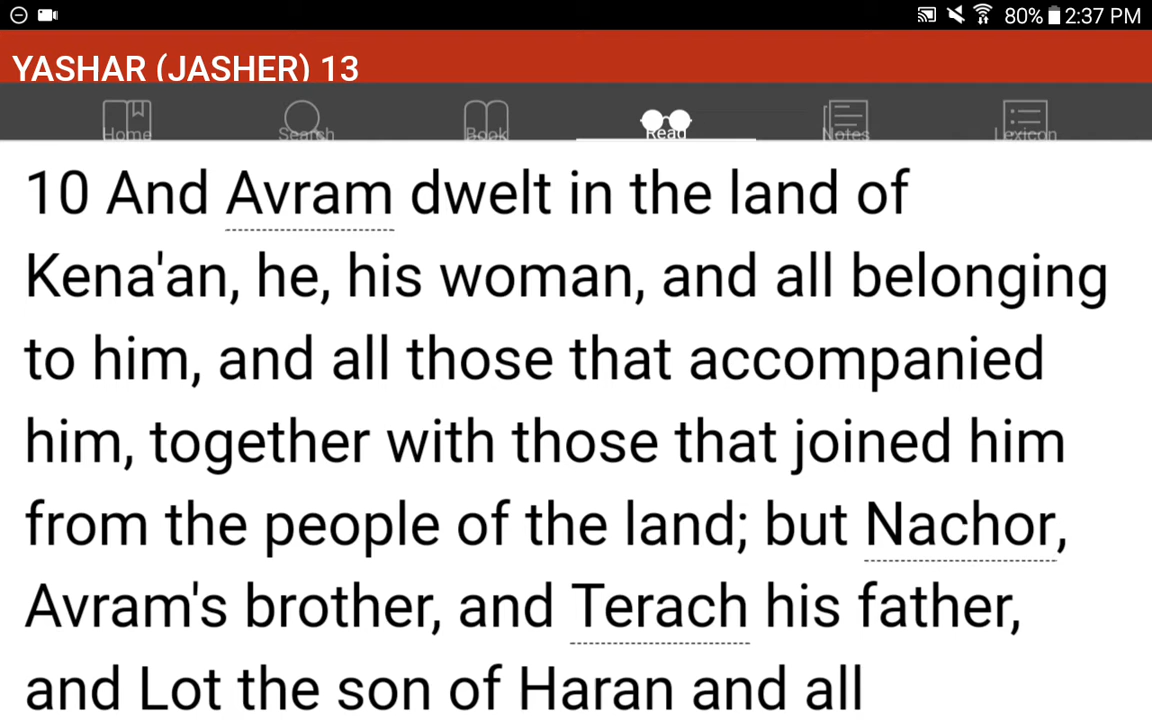 80% 2:37 PM
YASHAR (JASHER) 13
Home Search Book Read Notes Lexicon
10 And Avram dwelt in the land of
Kena'an, he, his woman, and all belonging
to him, and all those that accompanied
him, together with those that joined him
from the people of the land; but Nachor,
Avram's brother, and Terach his father,
and Lot the son of Haran and all